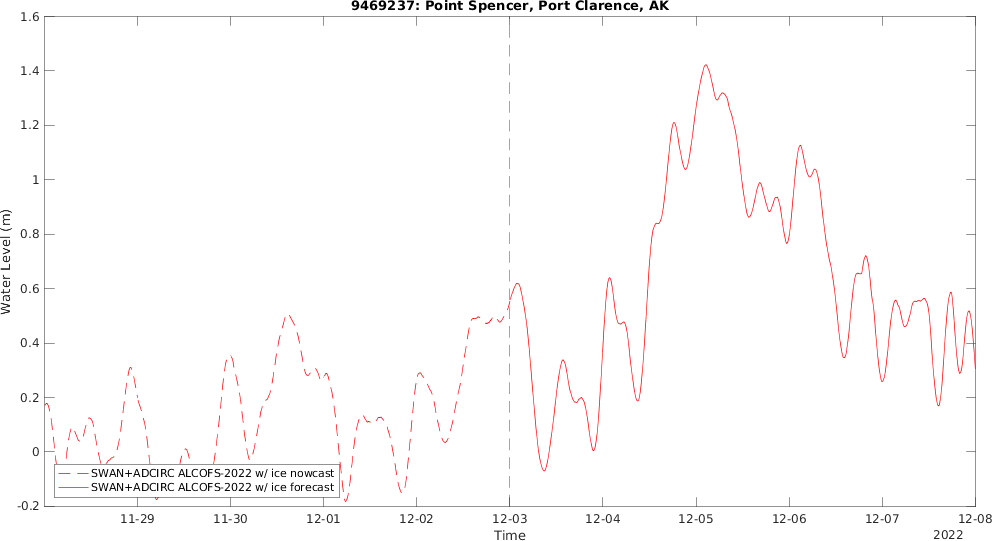 9469237: Point Spencer, Port Clarence, AK
1.6
1.4
1.2
1
0.8
0.6
0.4
0.2
0
-0.2
Water Level (m)
SWAN+ADCIRC ALCOFS-2022 w/ ice nowcast
SWAN+ADCIRC ALCOFS-2022 w/ ice forecast
11-29 11-30 12-01 12-02 12-03 12-04 12-05 12-06 12-07 12-08
Time
2022